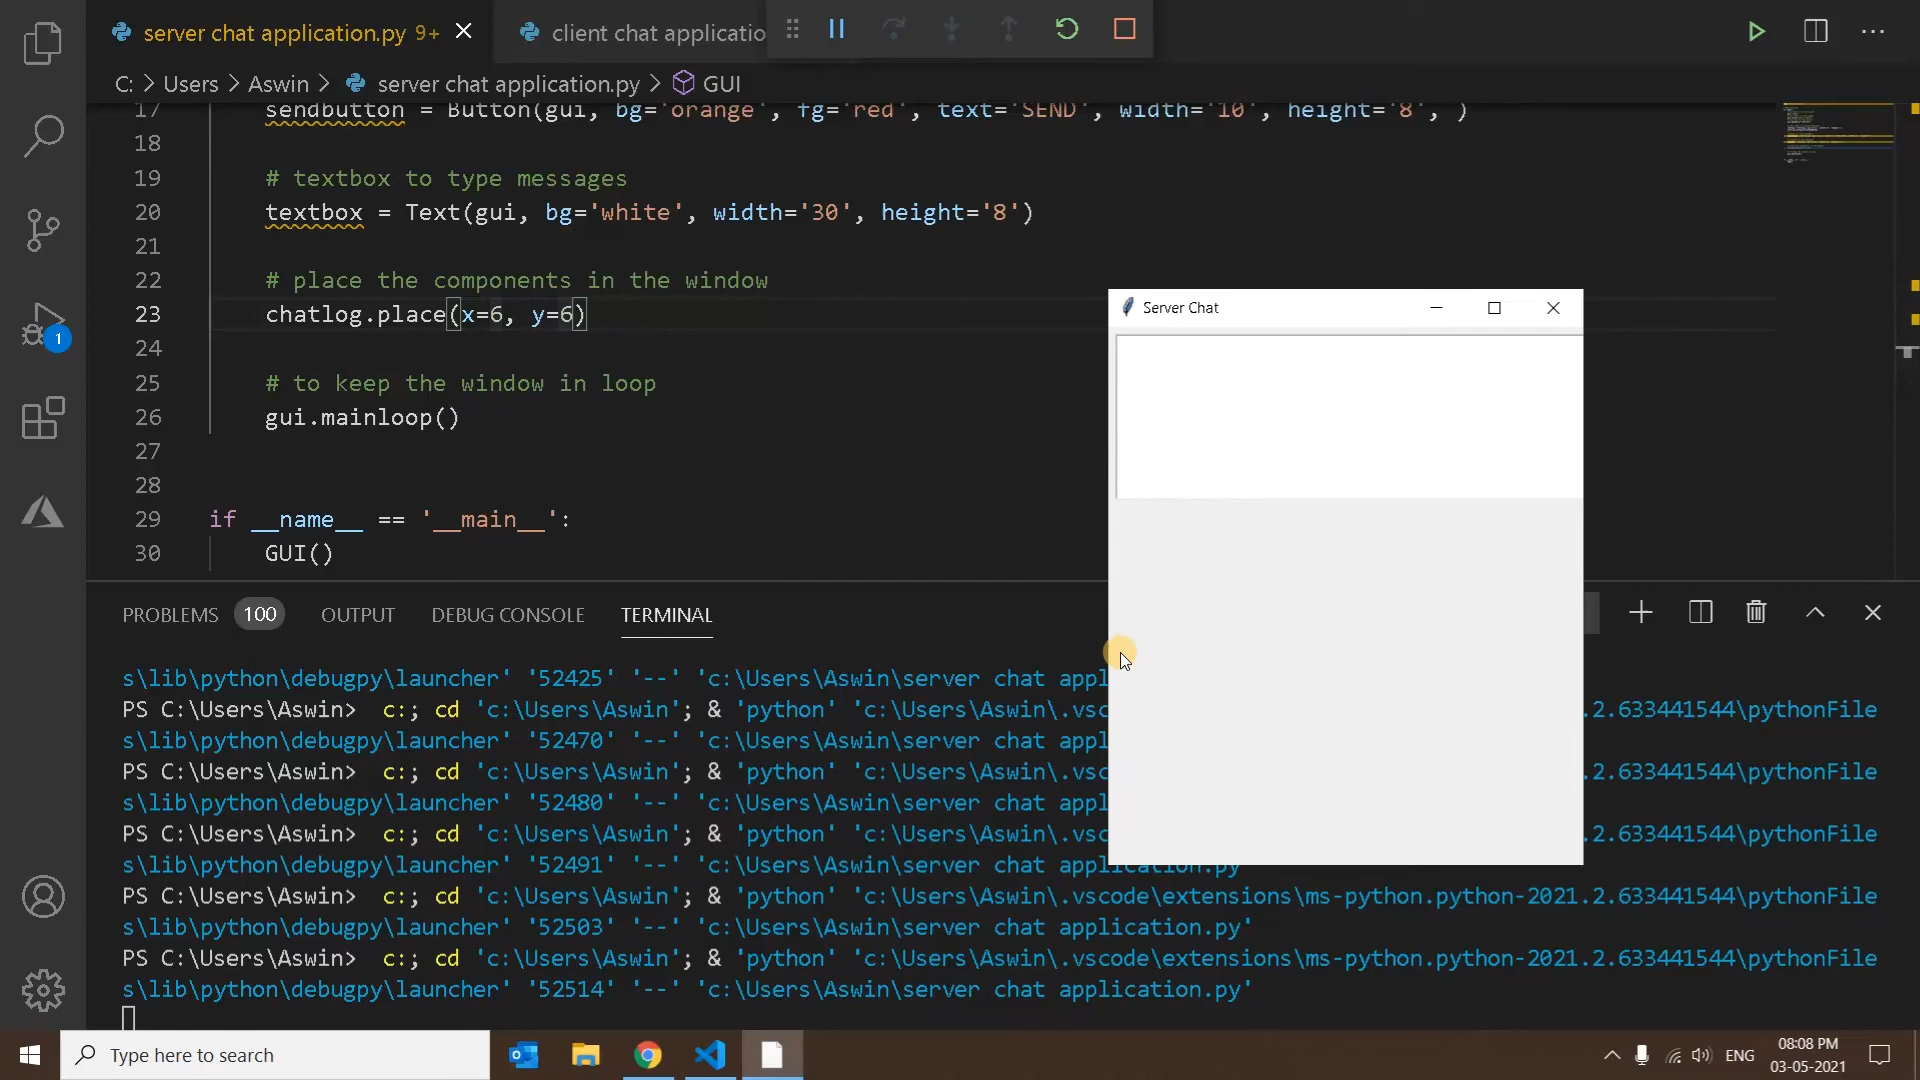 server chat application.py 9+
client chat applicatio
C: > Users > Aswin > server chat application.py > GUI
17 sendbutton = Button(gui, bg='orange', fg='red', text='SEND', width='10', height='8', )
18
19 # textbox to type messages
20 textbox = Text(gui, bg='white', width='30', height='8')
21
22 # place the components in the window
23 chatlog.place(x=6, y=6)
24
25 # to keep the window in loop
26 gui.mainloop()
27
28
29 if __name__ == '__main__':
30 GUI()
Server Chat
PROBLEMS 100 OUTPUT DEBUG CONSOLE TERMINAL
1
s\lib\python\debugpy\launcher' '52425' '--' 'c:\Users\Aswin\server chat appl
PS C:\Users\Aswin> c:; cd 'c:\Users\Aswin'; & 'python' 'c:\Users\Aswin\.vsc .2.633441544\pythonFile
s\lib\python\debugpy\launcher' '52470' '--' 'c:\Users\Aswin\server chat appl
PS C:\Users\Aswin> c:; cd 'c:\Users\Aswin'; & 'python' 'c:\Users\Aswin\.vsc .2.633441544\pythonFile
s\lib\python\debugpy\launcher' '52480' '--' 'c:\Users\Aswin\server chat appl
PS C:\Users\Aswin> c:; cd 'c:\Users\Aswin'; & 'python' 'c:\Users\Aswin\.vsc .2.633441544\pythonFile
s\lib\python\debugpy\launcher' '52491' '--' 'c:\Users\Aswin\server chat application.py'
PS C:\Users\Aswin> c:; cd 'c:\Users\Aswin'; & 'python' 'c:\Users\Aswin\.vscode\extensions\ms-python.python-2021.2.633441544\pythonFile
s\lib\python\debugpy\launcher' '52503' '--' 'c:\Users\Aswin\server chat application.py'
PS C:\Users\Aswin> c:; cd 'c:\Users\Aswin'; & 'python' 'c:\Users\Aswin\.vscode\extensions\ms-python.python-2021.2.633441544\pythonFile
s\lib\python\debugpy\launcher' '52514' '--' 'c:\Users\Aswin\server chat application.py'
Type here to search
ENG
08:08 PM
03-05-2021